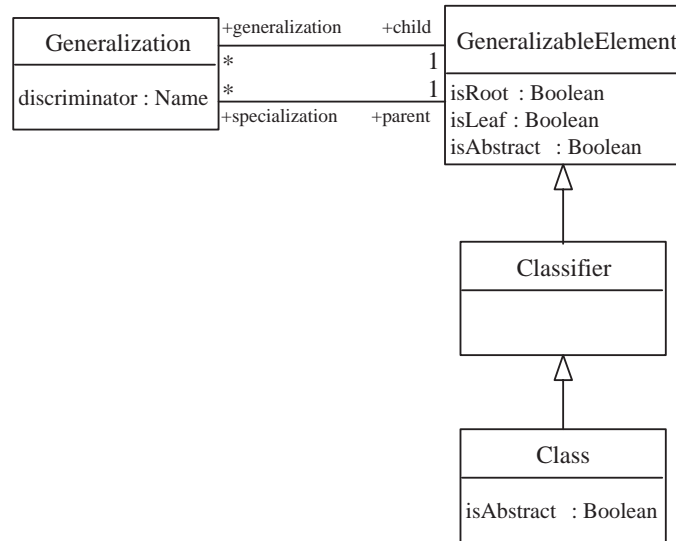 Generalization
discriminator : Name
+generalization
+child
*
1
*
1
+specialization
+parent
GeneralizableElement
isRoot : Boolean
isLeaf : Boolean
isAbstract : Boolean
Classifier
Class
isAbstract : Boolean